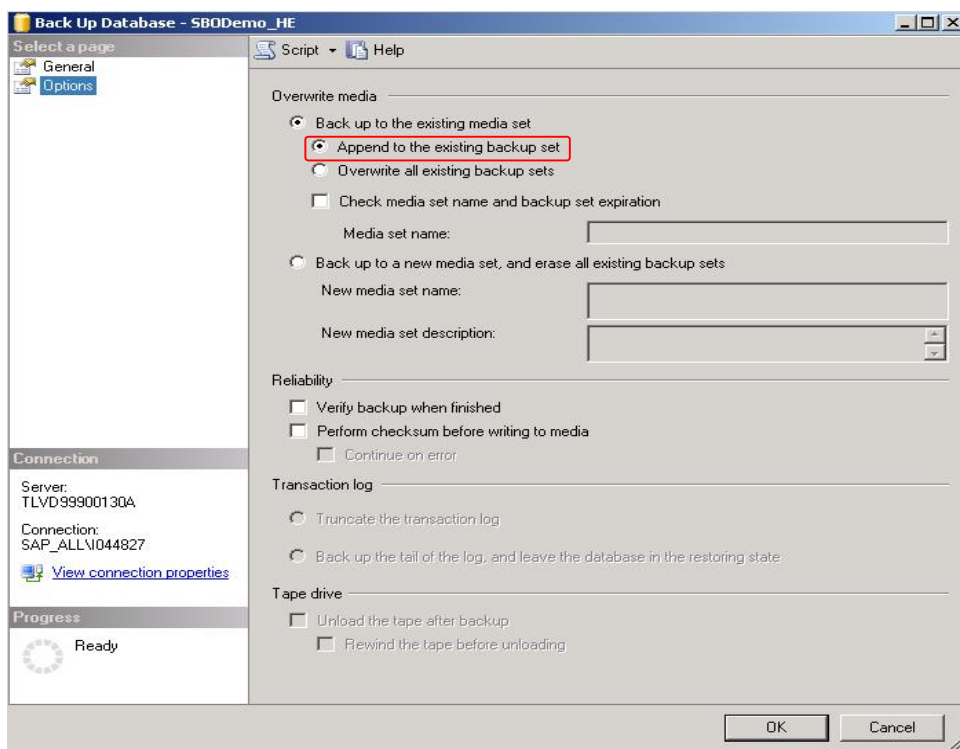 Back Up Database - SBODemo_HE
Select a page
General
Options
Script Help
Overwrite media
Back up to the existing media set
Append to the existing backup set
Overwrite all existing backup sets
Check media set name and backup set expiration
Media set name:
Back up to a new media set, and erase all existing backup sets
New media set name:
New media set description:
Reliability
Verify backup when finished
Perform checksum before writing to media
Continue on error
Transaction log
Truncate the transaction log
Back up the tail of the log, and leave the database in the restoring state
Tape drive
Unload the tape after backup
Rewind the tape before unloading
Connection
Server:
TLVD99900130A
Connection:
SAP_ALL\I044827
View connection properties
Progress
Ready
OK Cancel